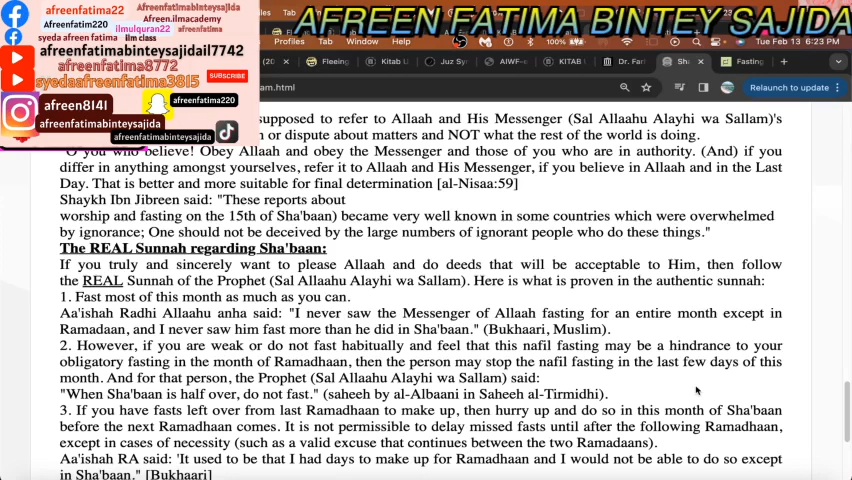 afreenfatima22
Afreenfatimabinteysajida
AFREEN FATIMA BINTEY SAJIDA
Afreenfati220
Afreen.ilmacademy
ilmulquran22
afreenfatima
syeda afreen fatima
ilm class
Profiles
Tab
Window
Help
100%
Tue Feb 13 6:23 PM
afreenfatimabinteysajidail7742
afreenfatima8772
syedaafreenfatima3815
SUBSCRIBE
Fleeing
Kitab Li
Juz Syr
AIWF-e
KITAB
Dr. Farh
Sha
Fasting
am.html
Relaunch to update
afreen8141
afreenfatima220
afreenfatimabinteysajida
afreenfatimabinteysajida
supposed to refer to Allaah and His Messenger (Sal Allaahu Alayhi wa Sallam)'s
n or dispute about matters and NOT what the rest of the world is doing.
"O you who believe! Obey Allaah and obey the Messenger and those of you who are in authority. (And) if you
differ in anything amongst yourselves, refer it to Allaah and His Messenger, if you believe in Allaah and in the Last
Day. That is better and more suitable for final determination [al-Nisaa:59]
Shaykh Ibn Jibreen said: "These reports about
worship and fasting on the 15th of Sha'baan) became very well known in some countries which were overwhelmed
by ignorance; One should not be deceived by the large numbers of ignorant people who do these things."
The REAL Sunnah regarding Sha'baan:
If you truly and sincerely want to please Allaah and do deeds that will be acceptable to Him, then follow
the REAL Sunnah of the Prophet (Sal Allaahu Alayhi wa Sallam). Here is what is proven in the authentic sunnah:
1. Fast most of this month as much as you can.
Aa'ishah Radhi Allaahu anha said: "I never saw the Messenger of Allaah fasting for an entire month except in
Ramadaan, and I never saw him fast more than he did in Sha'baan." (Bukhaari, Muslim).
2. However, if you are weak or do not fast habitually and feel that this nafil fasting may be a hindrance to your
obligatory fasting in the month of Ramadhaan, then the person may stop the nafil fasting in the last few days of this
month. And for that person, the Prophet (Sal Allaahu Alayhi wa Sallam) said:
"When Sha'baan is half over, do not fast." (saheeh by al-Albaani in Saheeh al-Tirmidhi).
3. If you have fasts left over from last Ramadhaan to make up, then hurry up and do so in this month of Sha'baan
before the next Ramadhaan comes. It is not permissible to delay missed fasts until after the following Ramadhaan,
except in cases of necessity (such as a valid excuse that continues between the two Ramadaans).
Aa'ishah RA said: 'It used to be that I had days to make up for Ramadhaan and I would not be able to do so except
in Sha'baan." [Bukhaari]